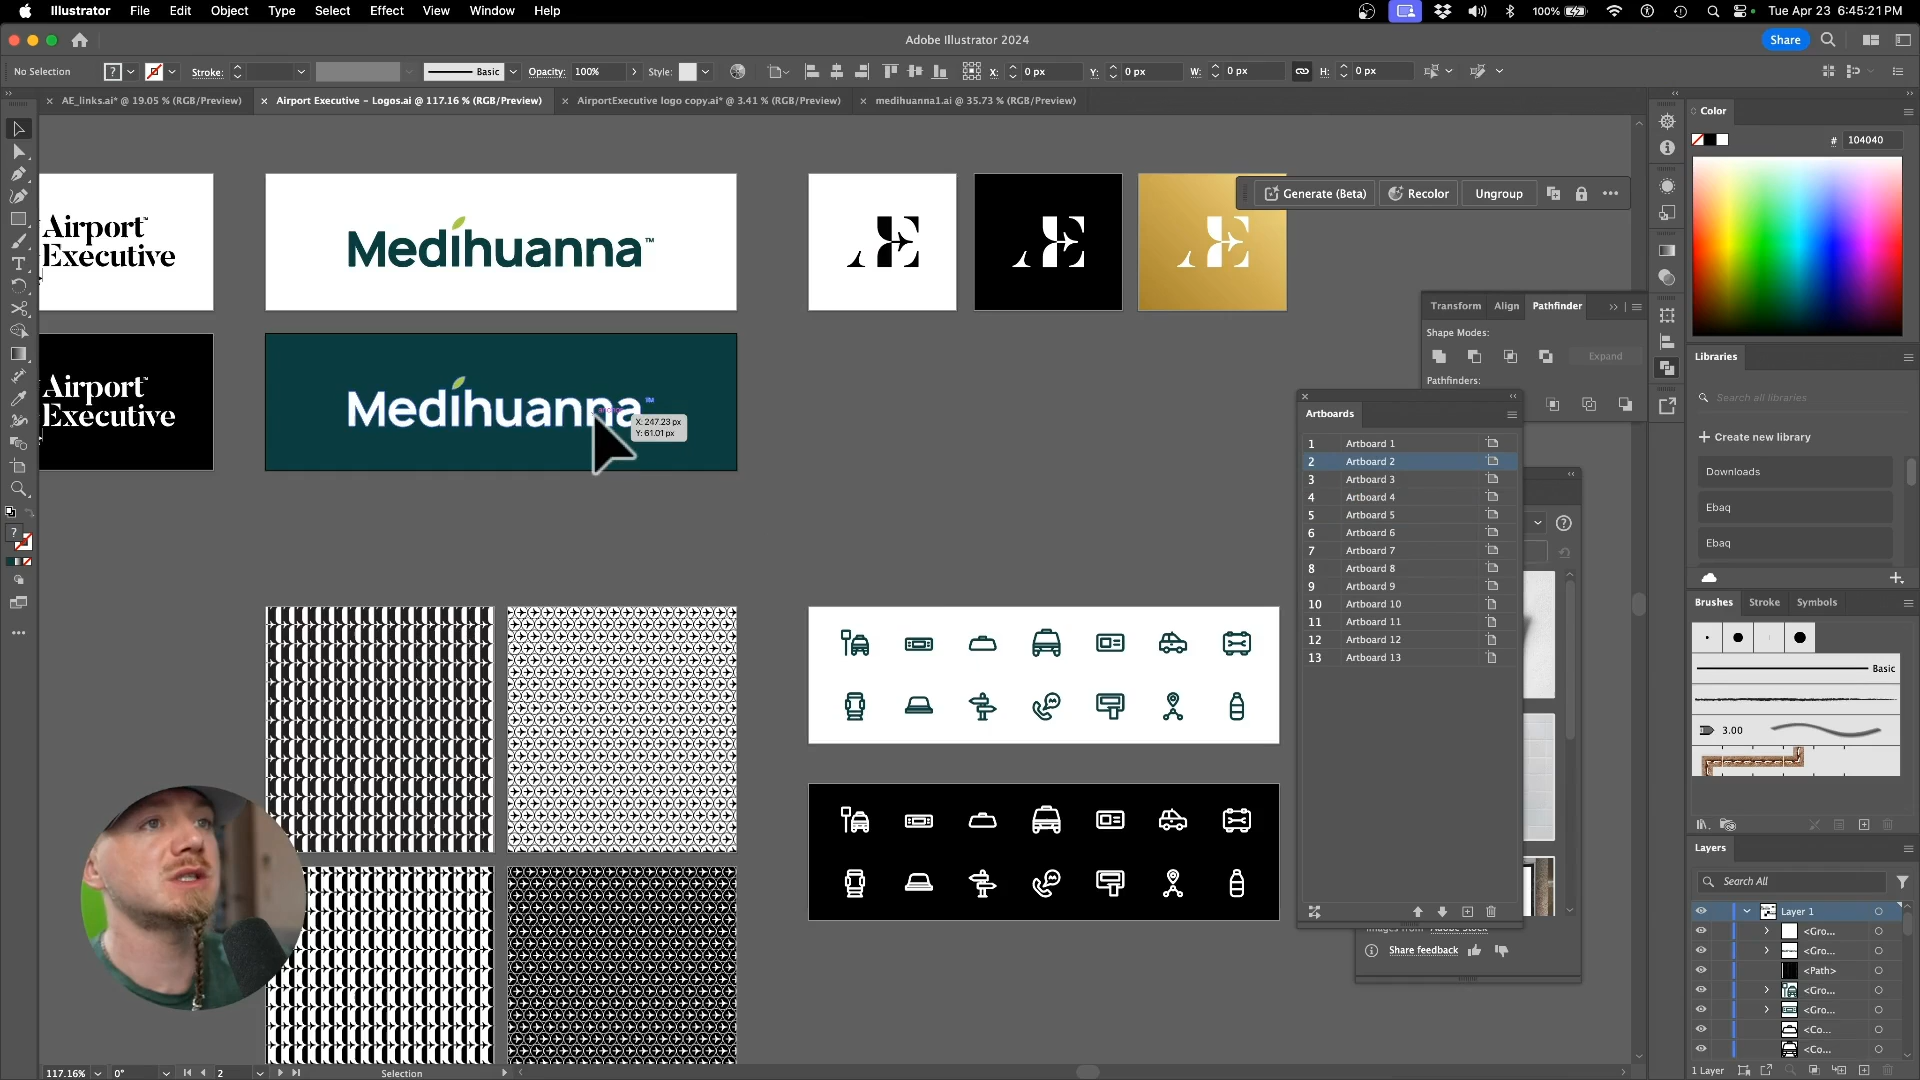 Illustrator File Edit Object Type Select Effect View Window Help
100% Tue Apr 23 6:45:21 PM
Adobe Illustrator 2024
Share
No Selection ? Stroke: Basic Opacity: 100% Style: X: 0 px Y: 0 px W: 0 px H: 0 px
AE_links.ai* @ 19.05 % (RGB/Preview) Airport Executive – Logos.ai @ 117.16 % (RGB/Preview) AirportExecutive logo copy.ai* @ 3.41 % (RGB/Preview) medihuanna1.ai @ 35.73 % (RGB/Preview)
Color
# 104040
Airport™
Executive
Medihuanna™
Æ
Æ
Æ
Generate (Beta) Recolor Ungroup
Transform Align Pathfinder
Shape Modes:
Expand
Pathfinders:
Airport™
Executive
Medihuanna™
X: 247.23 px
Y: 61.01 px
Libraries
Search all libraries
Create new library
Downloads
Ebaq
Ebaq
Artboards
1 Artboard 1
2 Artboard 2
3 Artboard 3
4 Artboard 4
5 Artboard 5
6 Artboard 6
7 Artboard 7
8 Artboard 8
9 Artboard 9
10 Artboard 10
11 Artboard 11
12 Artboard 12
13 Artboard 13
Brushes Stroke Symbols
Basic
3.00
Share feedback
Layers
Search All
Layer 1
<Gro...
<Gro...
<Path>
<Gro...
<Gro...
<Co...
<Co...
1 Layer
117.16% 0° 2 Selection